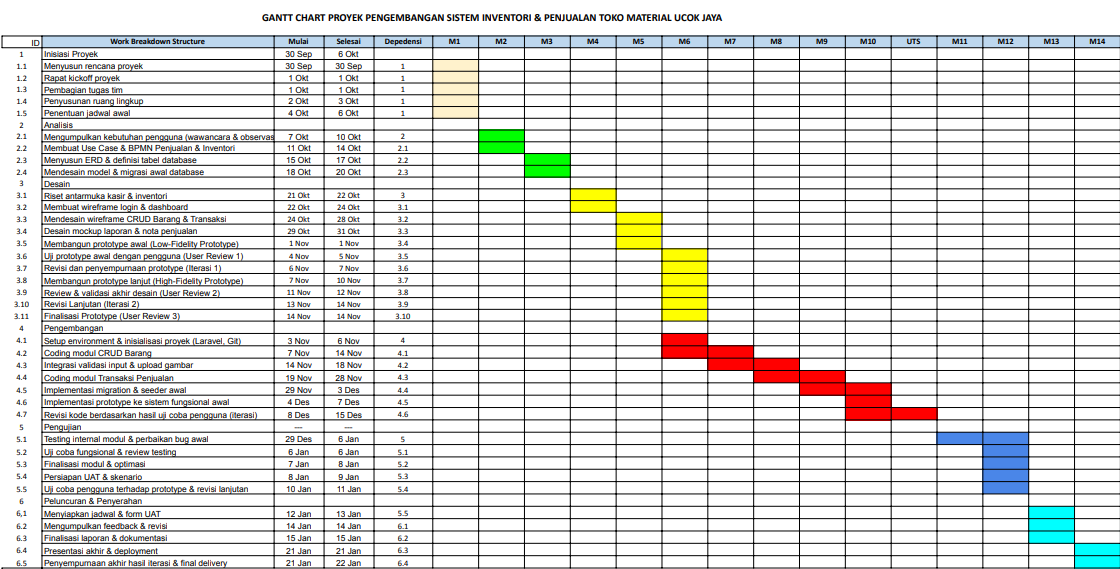 GANTT CHART PROYEK PENGEMBANGAN SISTEM INVENTORI & PENJUALAN TOKO MATERIAL UCOK JAYA
ID Work Breakdown Structure Mulai Selesai Depedensi M1 M2 M3 M4 M5 M6 M7 M8 M9 M10 UTS M11 M12 M13 M14
1 Inisiasi Proyek 30 Sep 6 Okt
1.1 Menyusun rencana proyek 30 Sep 30 Sep 1
1.2 Rapat kickoff proyek 1 Okt 1 Okt 1
1.3 Pembagian tugas tim 1 Okt 1 Okt 1
1.4 Penyusunan ruang lingkup 2 Okt 3 Okt 1
1.5 Penentuan jadwal awal 4 Okt 6 Okt 1
2 Analisis
2.1 Mengumpulkan kebutuhan pengguna (wawancara & observas 7 Okt 10 Okt 2
2.2 Membuat Use Case & BPMN Penjualan & Inventori 11 Okt 14 Okt 2.1
2.3 Menyusun ERD & definisi tabel database 15 Okt 17 Okt 2.2
2.4 Mendesain model & migrasi awal database 18 Okt 20 Okt 2.3
3 Desain
3.1 Riset antarmuka kasir & inventori 21 Okt 22 Okt 3
3.2 Membuat wireframe login & dashboard 22 Okt 24 Okt 3.1
3.3 Mendesain wireframe CRUD Barang & Transaksi 24 Okt 28 Okt 3.2
3.4 Desain mockup laporan & nota penjualan 29 Okt 31 Okt 3.3
3.5 Membangun prototype awal (Low-Fidelity Prototype) 1 Nov 1 Nov 3.4
3.6 Uji prototype awal dengan pengguna (User Review 1) 4 Nov 5 Nov 3.5
3.7 Revisi dan penyempurnaan prototype (Iterasi 1) 6 Nov 7 Nov 3.6
3.8 Membangun prototype lanjut (High-Fidelity Prototype) 7 Nov 10 Nov 3.7
3.9 Review & validasi akhir desain (User Review 2) 11 Nov 12 Nov 3.8
3.10 Revisi Lanjutan (Iterasi 2) 13 Nov 14 Nov 3.9
3.11 Finalisasi Prototype (User Review 3) 14 Nov 14 Nov 3.10
4 Pengembangan
4.1 Setup environment & inisialisasi proyek (Laravel, Git) 3 Nov 6 Nov 4
4.2 Coding modul CRUD Barang 7 Nov 14 Nov 4.1
4.3 Integrasi validasi input & upload gambar 14 Nov 18 Nov 4.2
4.4 Coding modul Transaksi Penjualan 19 Nov 28 Nov 4.3
4.5 Implementasi migration & seeder awal 29 Nov 3 Des 4.4
4.6 Implementasi prototype ke sistem fungsional awal 4 Des 7 Des 4.5
4.7 Revisi kode berdasarkan hasil uji coba pengguna (iterasi) 8 Des 15 Des 4.6
5 Pengujian --- ---
5.1 Testing internal modul & perbaikan bug awal 29 Des 6 Jan 5
5.2 Uji coba fungsional & review testing 6 Jan 6 Jan 5.1
5.3 Finalisasi modul & optimasi 7 Jan 8 Jan 5.2
5.4 Persiapan UAT & skenario 8 Jan 9 Jan 5.3
5.5 Uji coba pengguna terhadap prototype & revisi lanjutan 10 Jan 11 Jan 5.4
6 Peluncuran & Penyerahan
6,1 Menyiapkan jadwal & form UAT 12 Jan 13 Jan 5.5
6.2 Mengumpulkan feedback & revisi 14 Jan 14 Jan 6.1
6.3 Finalisasi laporan & dokumentasi 15 Jan 15 Jan 6.2
6.4 Presentasi akhir & deployment 21 Jan 21 Jan 6.3
6.5 Penyempurnaan akhir hasil iterasi & final delivery 21 Jan 22 Jan 6.4